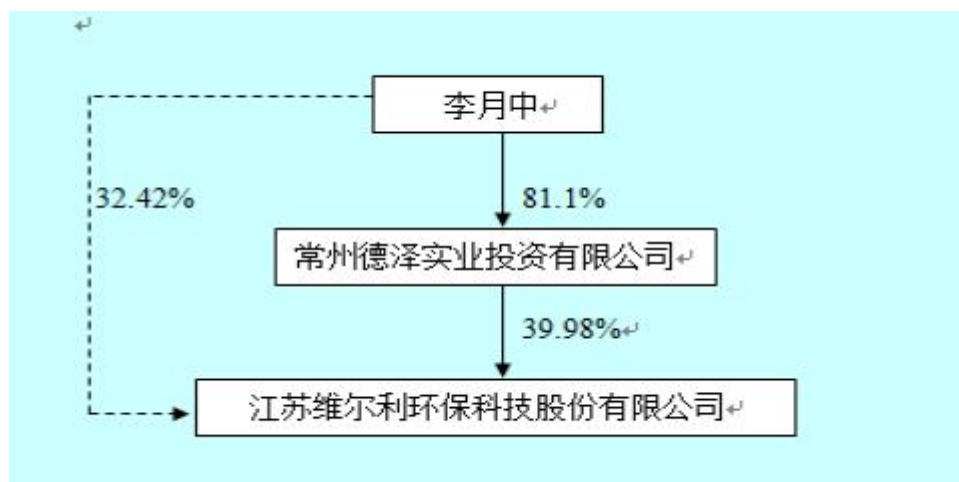 李月中
32.42%
81.1%
常州德泽实业投资有限公司
39.98%
江苏维尔利环保科技股份有限公司